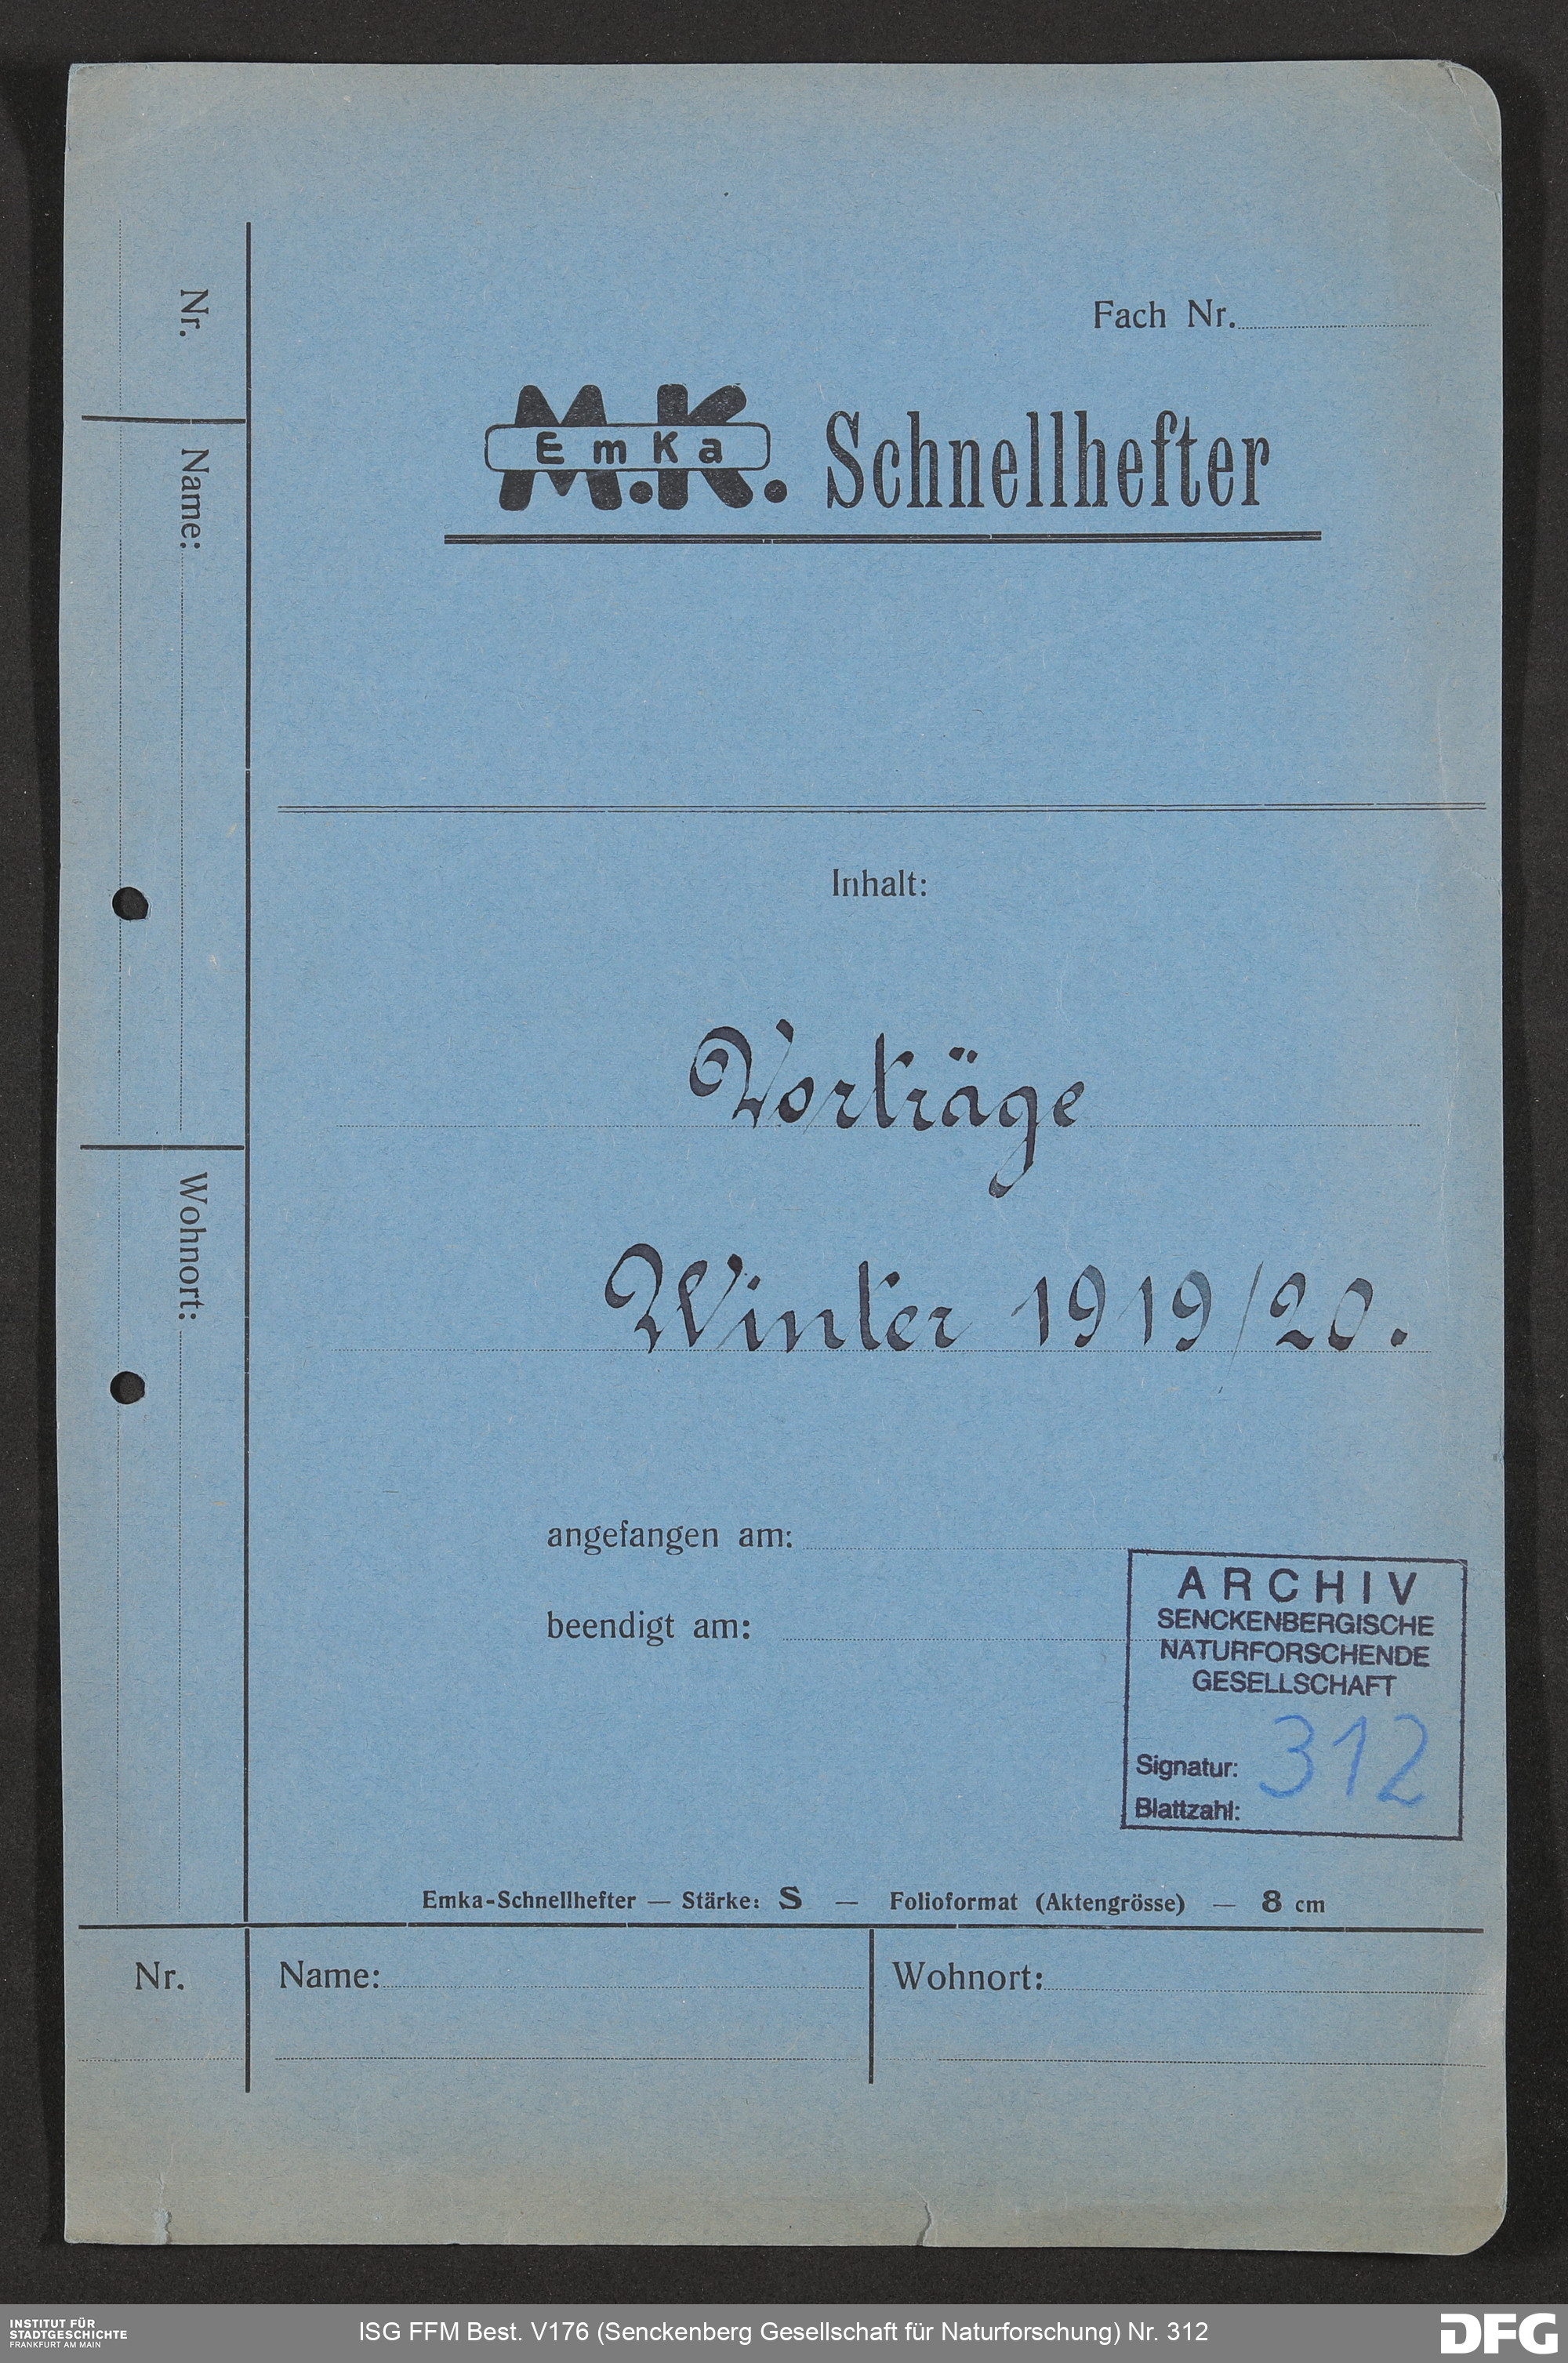 Fach Nr.
M.K.
EmKa
Schnellhefter
Nr.
Name:
Wohnort:
Inhalt:
Vorträge
Winter 1919/20.
angefangen am:
beendigt am:
ARCHIV
SENCKENBERGISCHE
NATURFORSCHENDE
GESELLSCHAFT
Signatur: 312
Blattzahl:
Emka-Schnellhefter — Stärke: S — Folioformat (Aktengrösse) — 8 cm
Nr. Name: Wohnort:
INSTITUT FÜR
STADTGESCHICHTE
FRANKFURT AM MAIN
ISG FFM Best. V176 (Senckenberg Gesellschaft für Naturforschung) Nr. 312
DFG